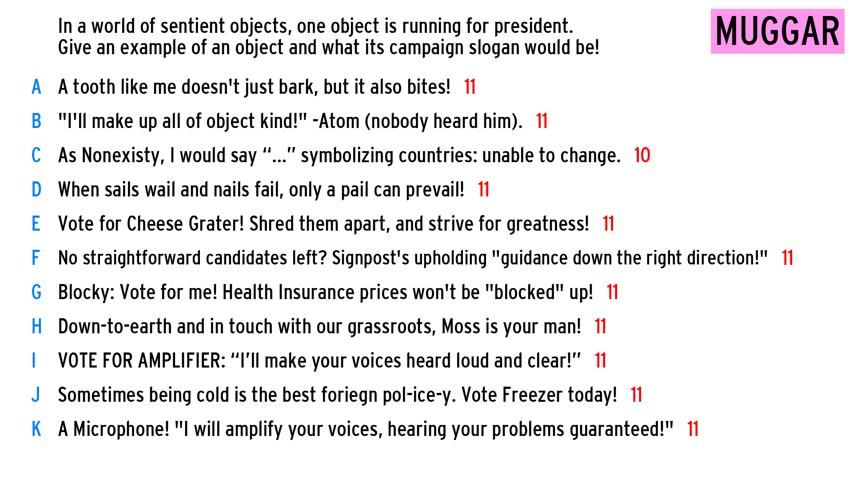 In a world of sentient objects, one object is running for president.
Give an example of an object and what its campaign slogan would be!
MUGGAR
A A tooth like me doesn't just bark, but it also bites! 11
B "I'll make up all of object kind!" -Atom (nobody heard him). 11
C As Nonexisty, I would say “...” symbolizing countries: unable to change. 10
D When sails wail and nails fail, only a pail can prevail! 11
E Vote for Cheese Grater! Shred them apart, and strive for greatness! 11
F No straightforward candidates left? Signpost's upholding "guidance down the right direction!" 11
G Blocky: Vote for me! Health Insurance prices won't be "blocked" up! 11
H Down-to-earth and in touch with our grassroots, Moss is your man! 11
I VOTE FOR AMPLIFIER: “I’ll make your voices heard loud and clear!” 11
J Sometimes being cold is the best foriegn pol-ice-y. Vote Freezer today! 11
K A Microphone! "I will amplify your voices, hearing your problems guaranteed!" 11